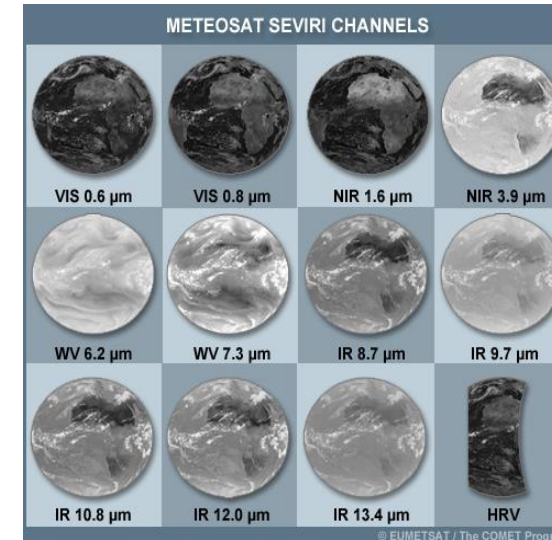 METEOSAT SEVIRI CHANNELS
VIS 0.6 µm VIS 0.8 µm NIR 1.6 µm NIR 3.9 µm
WV 6.2 µm WV 7.3 µm IR 8.7 µm IR 9.7 µm
IR 10.8 µm IR 12.0 µm IR 13.4 µm HRV
© EUMETSAT / The COMET Prog